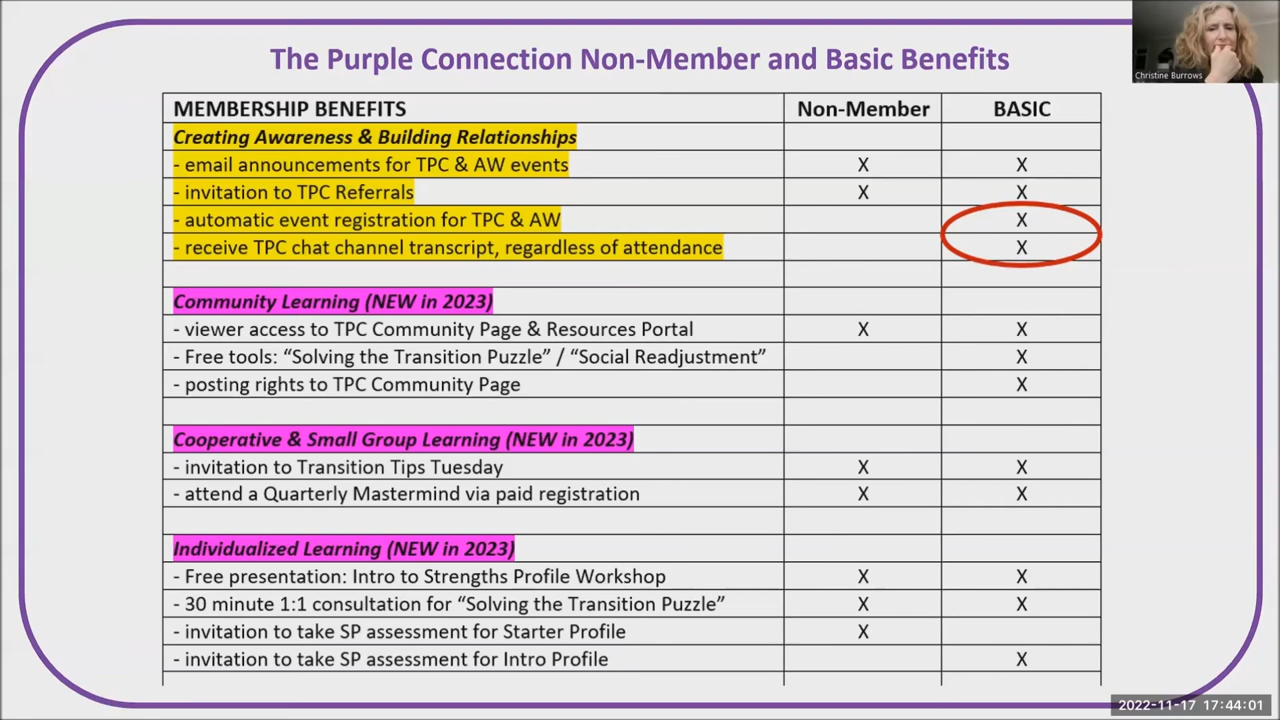 The Purple Connection Non-Member and Basic Benefits
Christine Burrows
MEMBERSHIP BENEFITS Non-Member BASIC
Creating Awareness & Building Relationships
- email announcements for TPC & AW events X X
- invitation to TPC Referrals X X
- automatic event registration for TPC & AW X
- receive TPC chat channel transcript, regardless of attendance X
Community Learning (NEW in 2023)
- viewer access to TPC Community Page & Resources Portal X X
- Free tools: “Solving the Transition Puzzle” / “Social Readjustment” X
- posting rights to TPC Community Page X
Cooperative & Small Group Learning (NEW in 2023)
- invitation to Transition Tips Tuesday X X
- attend a Quarterly Mastermind via paid registration X X
Individualized Learning (NEW in 2023)
- Free presentation: Intro to Strengths Profile Workshop X X
- 30 minute 1:1 consultation for “Solving the Transition Puzzle” X X
- invitation to take SP assessment for Starter Profile X
- invitation to take SP assessment for Intro Profile X
2022-11-17 17:44:01